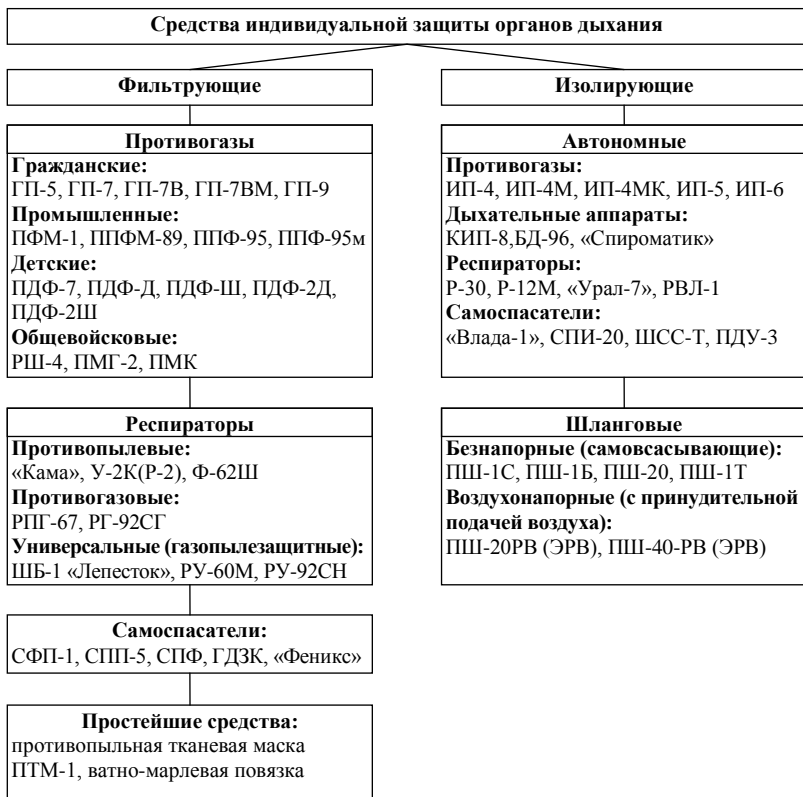 Средства индивидуальной защиты органов дыхания
Фильтрующие
Противогазы
Гражданские:
ГП-5, ГП-7, ГП-7В, ГП-7ВМ, ГП-9
Промышленные:
ПФМ-1, ППФМ-89, ППФ-95, ППФ-95м
Детские:
ПДФ-7, ПДФ-Д, ПДФ-Ш, ПДФ-2Д,
ПДФ-2Ш
Общевойсковые:
РШ-4, ПМГ-2, ПМК
Респираторы
Противопылевые:
«Кама», У-2К(Р-2), Ф-62Ш
Противогазовые:
РПГ-67, РГ-92СГ
Универсальные (газопылезащитные):
ШБ-1 «Лепесток», РУ-60М, РУ-92СН
Самоспасатели:
СФП-1, СПП-5, СПФ, ГДЗК, «Феникс»
Простейшие средства:
противопыльная тканевая маска
ПТМ-1, ватно-марлевая повязка
Изолирующие
Автономные
Противогазы:
ИП-4, ИП-4М, ИП-4МК, ИП-5, ИП-6
Дыхательные аппараты:
КИП-8,БД-96, «Спироматик»
Респираторы:
Р-30, Р-12М, «Урал-7», РВЛ-1
Самоспасатели:
«Влада-1», СПИ-20, ШСС-Т, ПДУ-3
Шланговые
Безнапорные (самовсасывающие):
ПШ-1С, ПШ-1Б, ПШ-20, ПШ-1Т
Воздухонапорные (с принудительной
подачей воздуха):
ПШ-20РВ (ЭРВ), ПШ-40-РВ (ЭРВ)